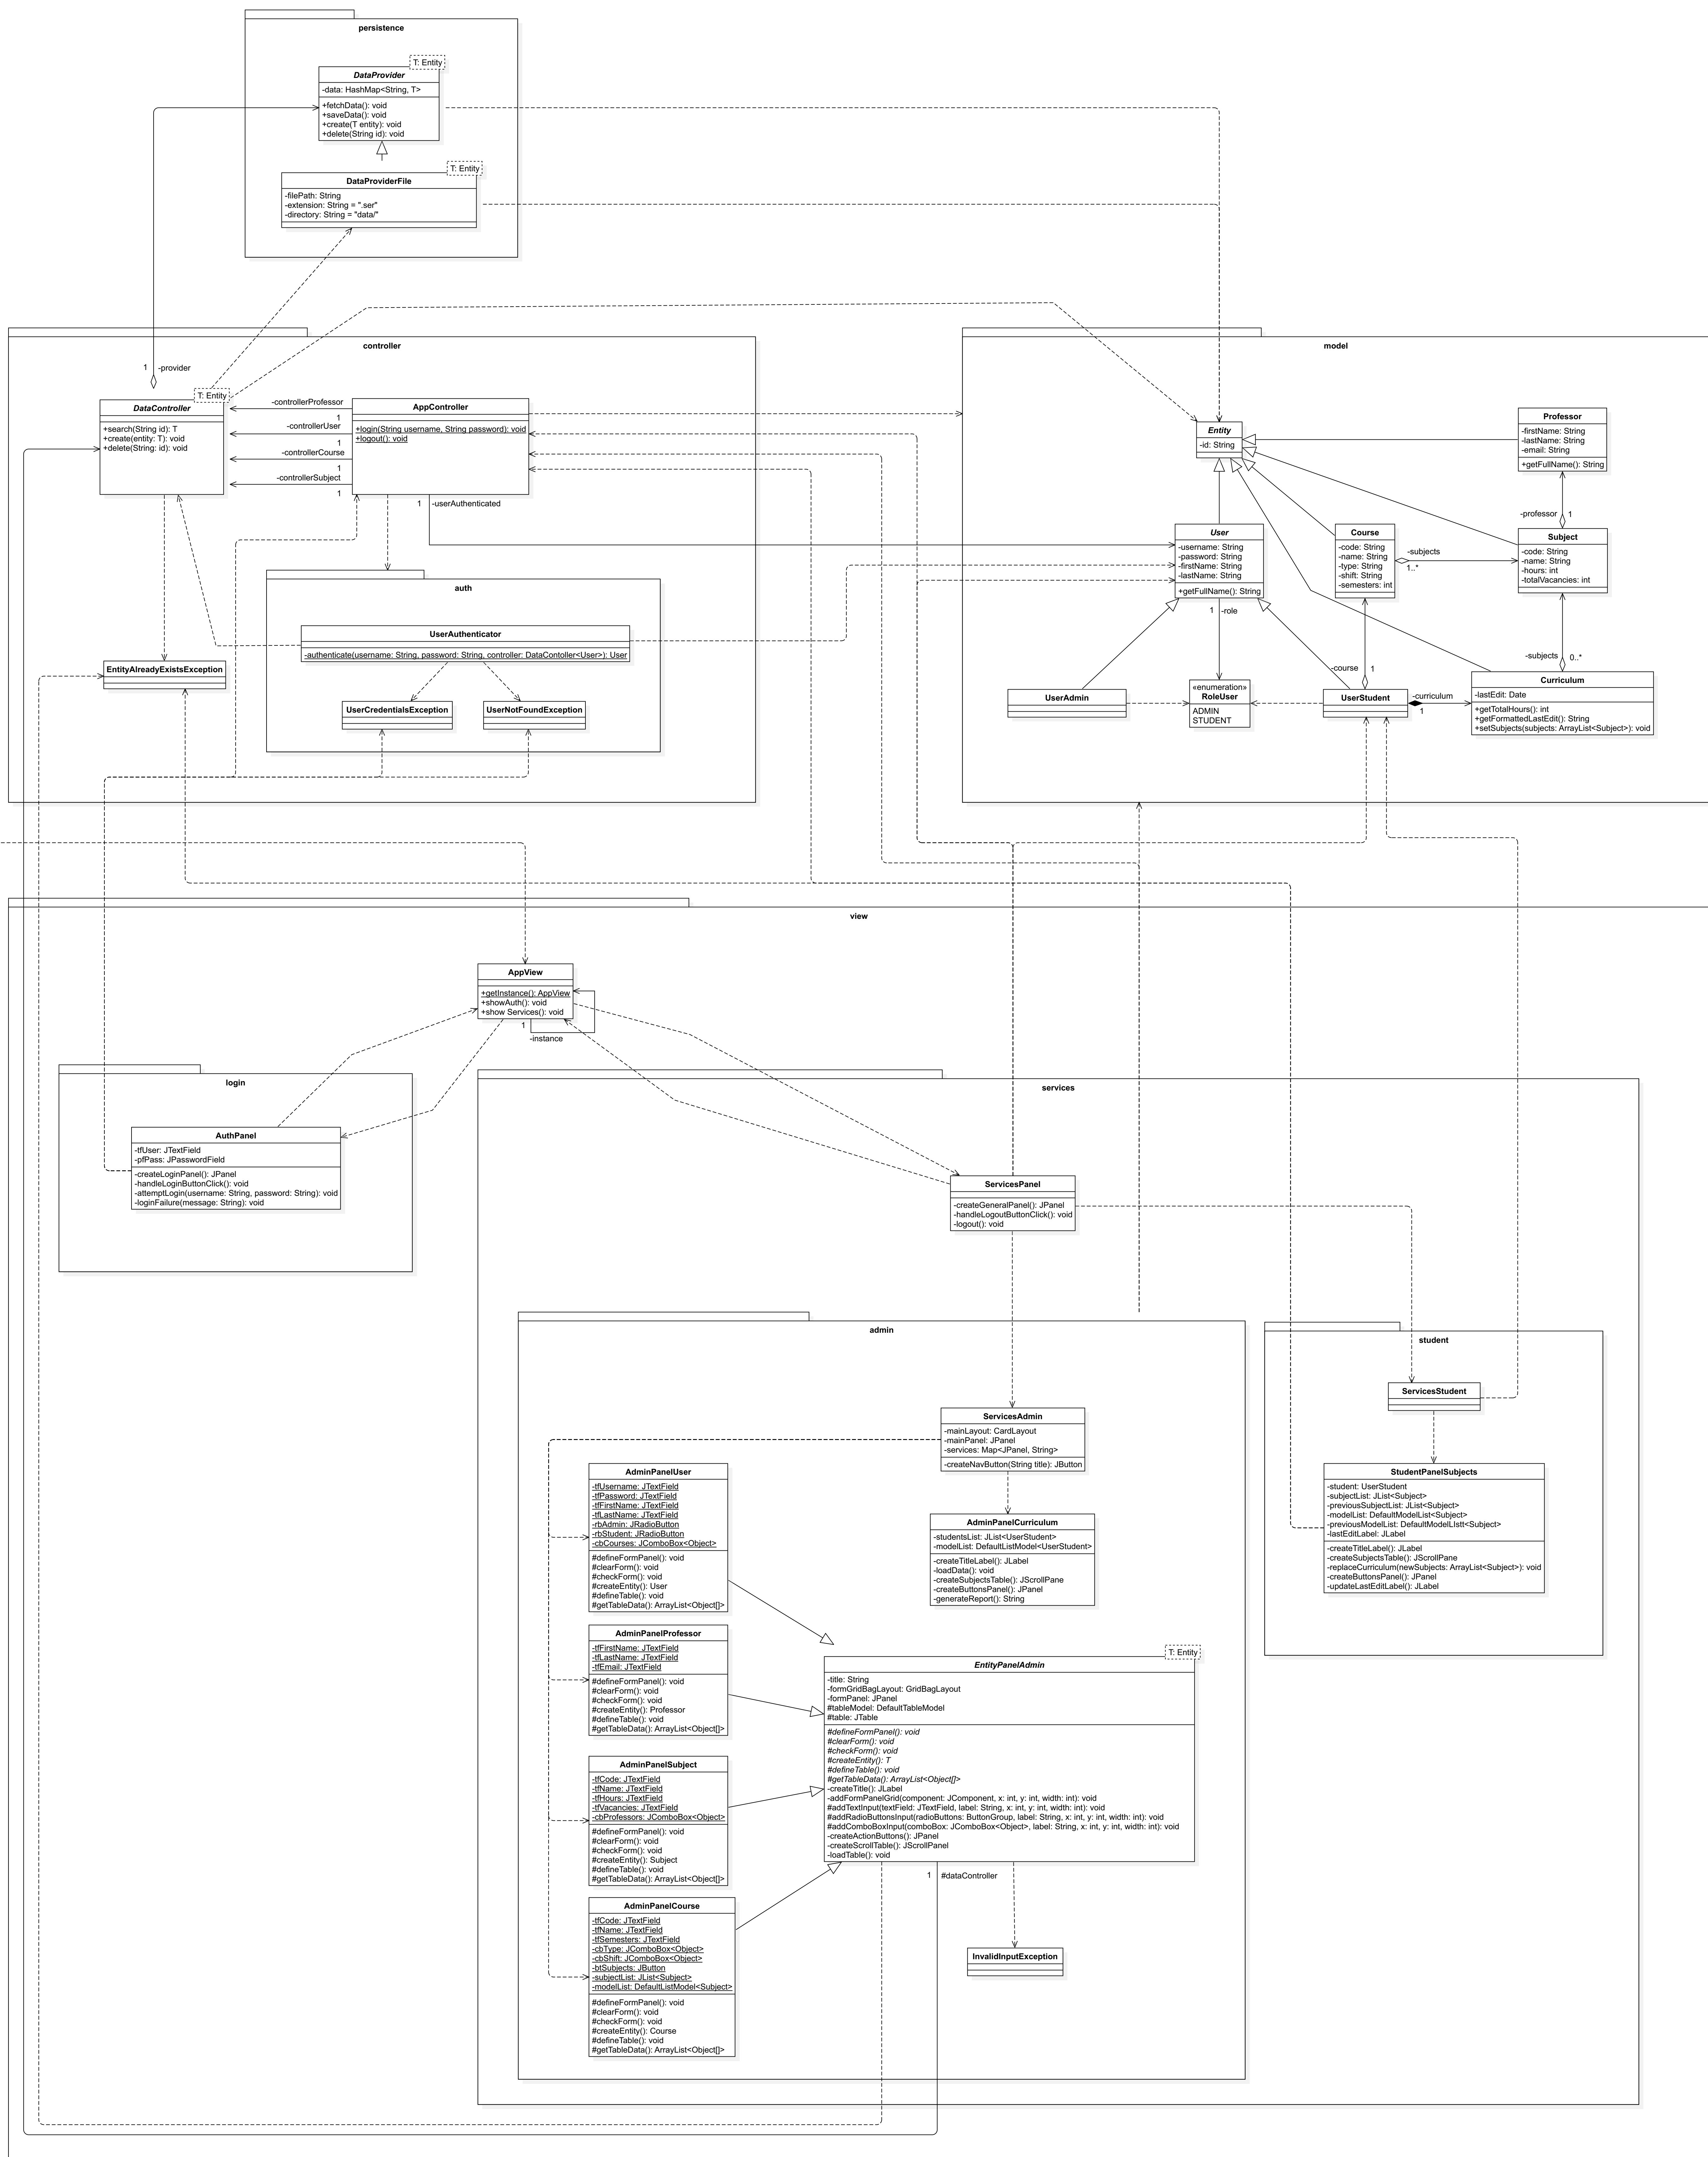 persistence
T: Entity
DataProvider
-data: HashMap<String, T>
+fetchData(): void
+saveData(): void
+create(T entity): void
+delete(String id): void
T: Entity
DataProviderFile
-filePath: String
-extension: String = ".ser"
-directory: String = "data/"
controller
1
-provider
T: Entity
DataController
+search(String id): T
+create(entity: T): void
+delete(String: id): void
-controllerProfessor
1
-controllerUser
1
-controllerCourse
1
-controllerSubject
1
AppController
+login(String username, String password): void
+logout(): void
1
-userAuthenticated
auth
UserAuthenticator
-authenticate(username: String, password: String, controller: DataContoller<User>): User
EntityAlreadyExistsException
UserCredentialsException
UserNotFoundException
model
Entity
-id: String
Professor
-firstName: String
-lastName: String
-email: String
+getFullName(): String
-professor
1
User
-username: String
-password: String
-firstName: String
-lastName: String
+getFullName(): String
Course
-code: String
-name: String
-type: String
-shift: String
-semesters: int
-subjects
1..*
Subject
-code: String
-name: String
-hours: int
-totalVacancies: int
1
-role
-course
1
-subjects
0..*
UserAdmin
«enumeration»
RoleUser
ADMIN
STUDENT
UserStudent
-curriculum
1
Curriculum
-lastEdit: Date
+getTotalHours(): int
+getFormattedLastEdit(): String
+setSubjects(subjects: ArrayList<Subject>): void
view
AppView
+getInstance(): AppView
+showAuth(): void
+show Services(): void
1
-instance
login
AuthPanel
-tfUser: JTextField
-pfPass: JPasswordField
-createLoginPanel(): JPanel
-handleLoginButtonClick(): void
-attemptLogin(username: String, password: String): void
-loginFailure(message: String): void
services
ServicesPanel
-createGeneralPanel(): JPanel
-handleLogoutButtonClick(): void
-logout(): void
admin
ServicesAdmin
-mainLayout: CardLayout
-mainPanel: JPanel
-services: Map<JPanel, String>
-createNavButton(String title): JButton
AdminPanelUser
-tfUsername: JTextField
-tfPassword: JTextField
-tfFirstName: JTextField
-tfLastName: JTextField
-rbAdmin: JRadioButton
-rbStudent: JRadioButton
-cbCourses: JComboBox<Object>
#defineFormPanel(): void
#clearForm(): void
#checkForm(): void
#createEntity(): User
#defineTable(): void
#getTableData(): ArrayList<Object[]>
AdminPanelCurriculum
-studentsList: JList<UserStudent>
-modelList: DefaultListModel<UserStudent>
-createTitleLabel(): JLabel
-loadData(): void
-createSubjectsTable(): JScrollPane
-createButtonsPanel(): JPanel
-generateReport(): String
AdminPanelProfessor
-tfFirstName: JTextField
-tfLastName: JTextField
-tfEmail: JTextField
#defineFormPanel(): void
#clearForm(): void
#checkForm(): void
#createEntity(): Professor
#defineTable(): void
#getTableData(): ArrayList<Object[]>
T: Entity
EntityPanelAdmin
-title: String
-formGridBagLayout: GridBagLayout
-formPanel: JPanel
#tableModel: DefaultTableModel
#table: JTable
#defineFormPanel(): void
#clearForm(): void
#checkForm(): void
#createEntity(): T
#defineTable(): void
#getTableData(): ArrayList<Object[]>
-createTitle(): JLabel
-addFormPanelGrid(component: JComponent, x: int, y: int, width: int): void
#addTextInput(textField: JTextField, label: String, x: int, y: int, width: int): void
#addRadioButtonsInput(radioButtons: ButtonGroup, label: String, x: int, y: int, width: int): void
#addComboBoxInput(comboBox: JComboBox<Object>, label: String, x: int, y: int, width: int): void
-createActionButtons(): JPanel
-createScrollTable(): JScrollPanel
-loadTable(): void
AdminPanelSubject
-tfCode: JTextField
-tfName: JTextField
-tfHours: JTextField
-tfVacancies: JTextField
-cbProfessors: JComboBox<Object>
#defineFormPanel(): void
#clearForm(): void
#checkForm(): void
#createEntity(): Subject
#defineTable(): void
#getTableData(): ArrayList<Object[]>
1
#dataController
AdminPanelCourse
-tfCode: JTextField
-tfName: JTextField
-tfSemesters: JTextField
-cbType: JComboBox<Object>
-cbShift: JComboBox<Object>
-btSubjects: JButton
-subjectList: JList<Subject>
-modelList: DefaultListModel<Subject>
#defineFormPanel(): void
#clearForm(): void
#checkForm(): void
#createEntity(): Course
#defineTable(): void
#getTableData(): ArrayList<Object[]>
InvalidInputException
student
ServicesStudent
StudentPanelSubjects
-student: UserStudent
-subjectList: JList<Subject>
-previousSubjectList: JList<Subject>
-modelList: DefaultModelList<Subject>
-previousModelList: DefaultModelLIstt<Subject>
-lastEditLabel: JLabel
-createTitleLabel(): JLabel
-createSubjectsTable(): JScrollPane
-replaceCurriculum(newSubjects: ArrayList<Subject>): void
-createButtonsPanel(): JPanel
-updateLastEditLabel(): JLabel